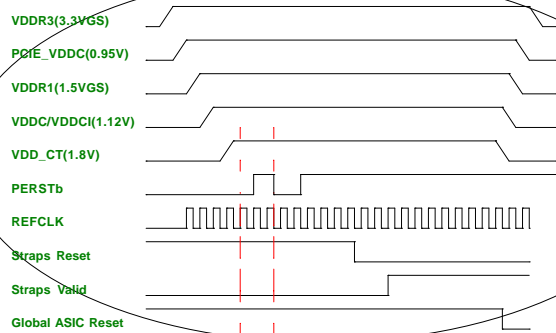 VDDR3(3.3VGS)
PCIE_VDDC(0.95V)
VDDR1(1.5VGS)
VDDC/VDDCI(1.12V)
VDD_CT(1.8V)
PERSTb
REFCLK
Straps Reset
Straps Valid
Global ASIC Reset